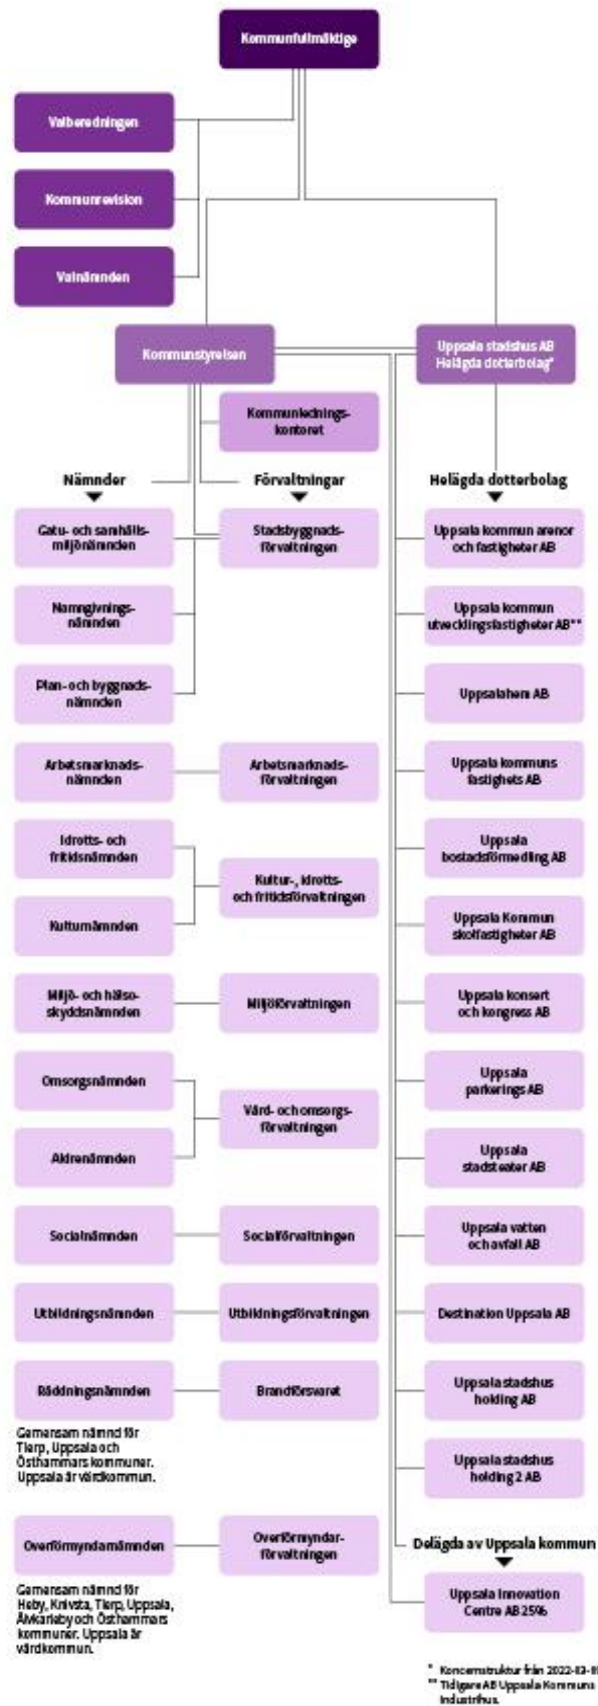 Kommunfullmäktige
Valberedningen
Kommunrevision
Valnämnden
Kommunstyrelsen
Uppsala stadshus AB
Helägda dotterbolag*
Kommunlednings-
kontoret
Nämnder
Förvaltningar
Helägda dotterbolag
Gatu- och samhälls-
miljönämnden
Stadsbyggnads-
förvaltningen
Uppsala kommun arenor
och fastigheter AB
Namngivnings-
nämnden
Uppsala kommun
utvecklingsfastigheter AB**
Plan- och byggnads-
nämnden
Uppsalahem AB
Arbetsmarknads-
nämnden
Arbetsmarknads-
förvaltningen
Uppsala kommuns
fastighets AB
Idrotts- och
fritidsnämnden
Kultur-, idrotts-
och fritidsförvaltningen
Uppsala
bostadsförmedling AB
Kulturnämnden
Uppsala Kommun
skolfastigheter AB
Miljö- och hälso-
skyddsnämnden
Miljöförvaltningen
Uppsala konsert
och kongress AB
Omsorgsnämnden
Vård- och omsorgs-
förvaltningen
Uppsala
parkerings AB
Äldrenämnden
Uppsala
stadsteater AB
Socialnämnden
Socialförvaltningen
Uppsala vatten
och avfall AB
Utbildningsnämnden
Utbildningsförvaltningen
Destination Uppsala AB
Räddningsnämnden
Brandförsvaret
Uppsala stadshus
holding AB
Gemensam nämnd för
Tierp, Uppsala och
Östhammars kommuner.
Uppsala är värdkommun.
Uppsala stadshus
holding 2 AB
Överförmyndarnämnden
Överförmyndar-
förvaltningen
Delägda av Uppsala kommun
Uppsala Innovation
Centre AB 25%
Gemensam nämnd för
Heby, Knivsta, Tierp, Uppsala,
Älvkarleby och Östhammars
kommuner. Uppsala är
värdkommun.
* Koncernstruktur från 2022-03-
** Tidigare AB Uppsala Kommuns
Industrihus.